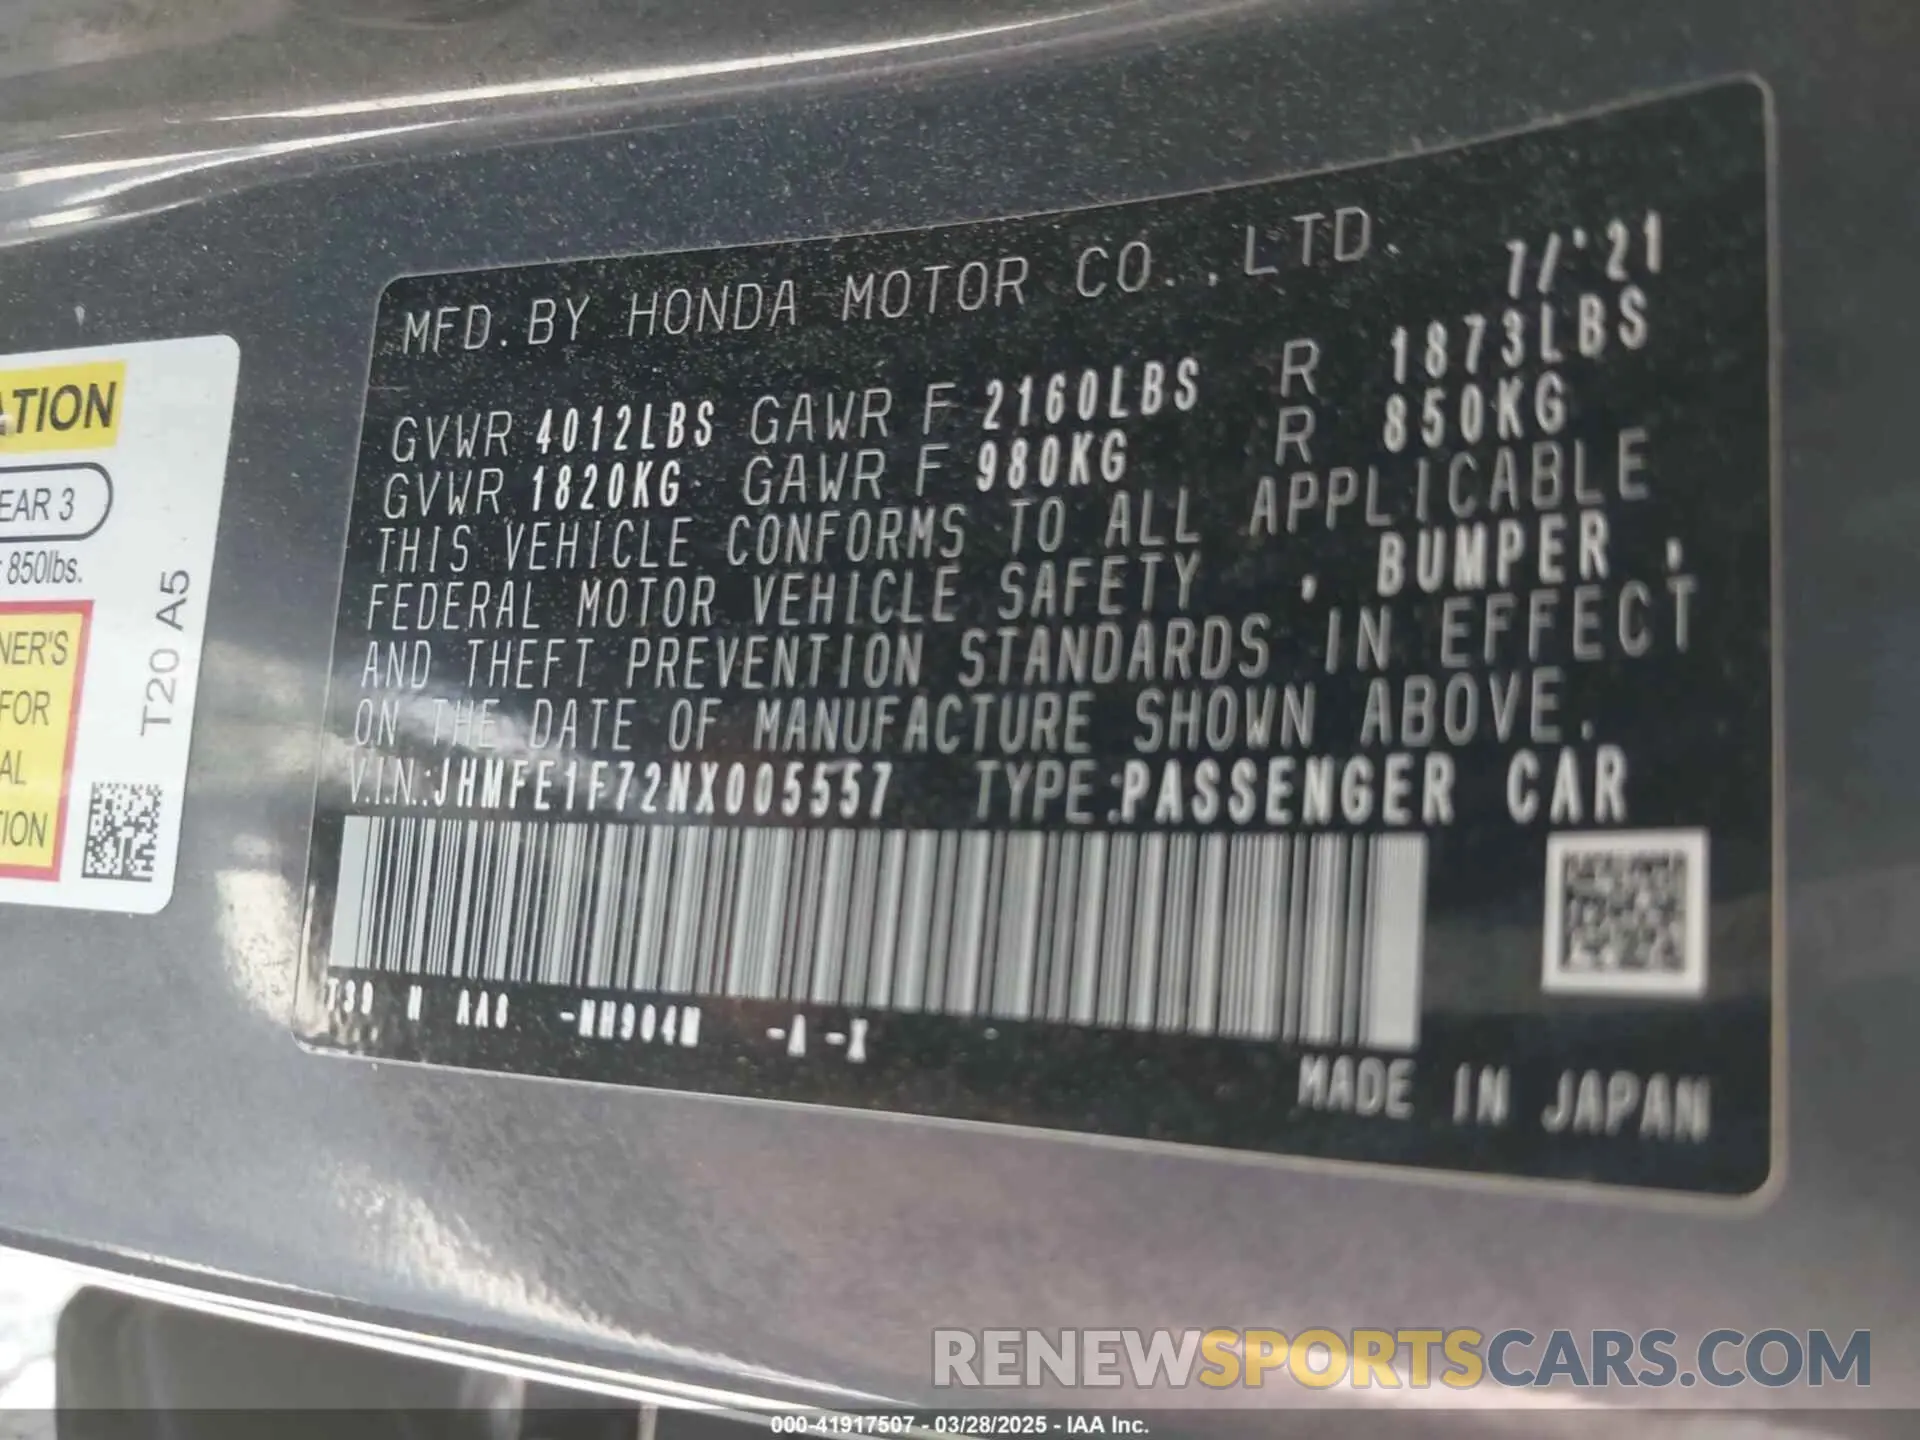 ATION
EAR 3
850lbs.
NER'S
FOR
AL
TION
T20 A5
MFD. BY HONDA MOTOR CO., LTD. 7/'21
GVWR 4012LBS GAWR F 2160LBS R 1873LBS
GVWR 1820KG GAWR F 980KG R 850KG
THIS VEHICLE CONFORMS TO ALL APPLICABLE
FEDERAL MOTOR VEHICLE SAFETY , BUMPER ,
AND THEFT PREVENTION STANDARDS IN EFFECT
ON THE DATE OF MANUFACTURE SHOWN ABOVE.
V.I.N.:JHMFE1F72NX005557 TYPE:PASSENGER CAR
T39 N AA8 -NH904M -A -X
MADE IN JAPAN
RENEWSPORTSCARS.COM
000-41917507 - 03/28/2025 - IAA Inc.